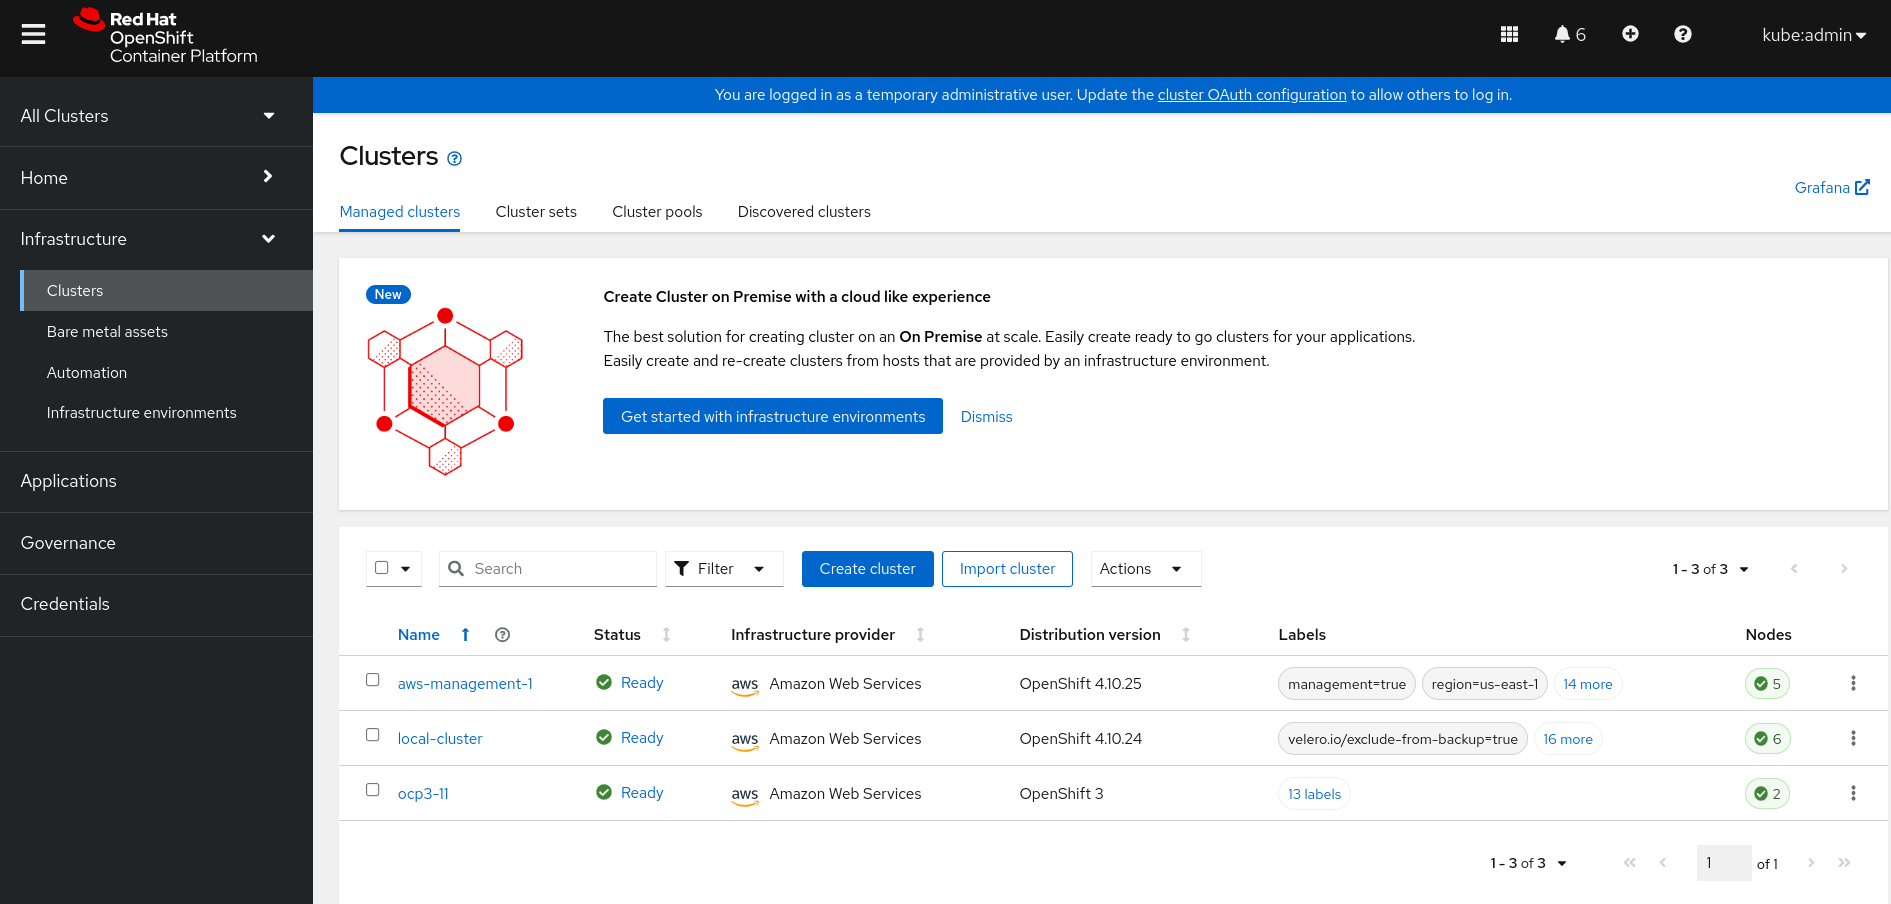 Red Hat
OpenShift
Container Platform
6
kube:admin
You are logged in as a temporary administrative user. Update the cluster OAuth configuration to allow others to log in.
All Clusters
Home
Infrastructure
Clusters
Bare metal assets
Automation
Infrastructure environments
Applications
Governance
Credentials
Clusters
Grafana
Managed clusters Cluster sets Cluster pools Discovered clusters
New
Create Cluster on Premise with a cloud like experience
The best solution for creating cluster on an On Premise at scale. Easily create ready to go clusters for your applications.
Easily create and re-create clusters from hosts that are provided by an infrastructure environment.
Get started with infrastructure environments Dismiss
Search Filter Create cluster Import cluster Actions 1 - 3 of 3
Name Status Infrastructure provider Distribution version Labels Nodes
aws-management-1 Ready aws Amazon Web Services OpenShift 4.10.25 management=true region=us-east-1 14 more 5
local-cluster Ready aws Amazon Web Services OpenShift 4.10.24 velero.io/exclude-from-backup=true 16 more 6
ocp3-11 Ready aws Amazon Web Services OpenShift 3 13 labels 2
1 - 3 of 3 1 of 1